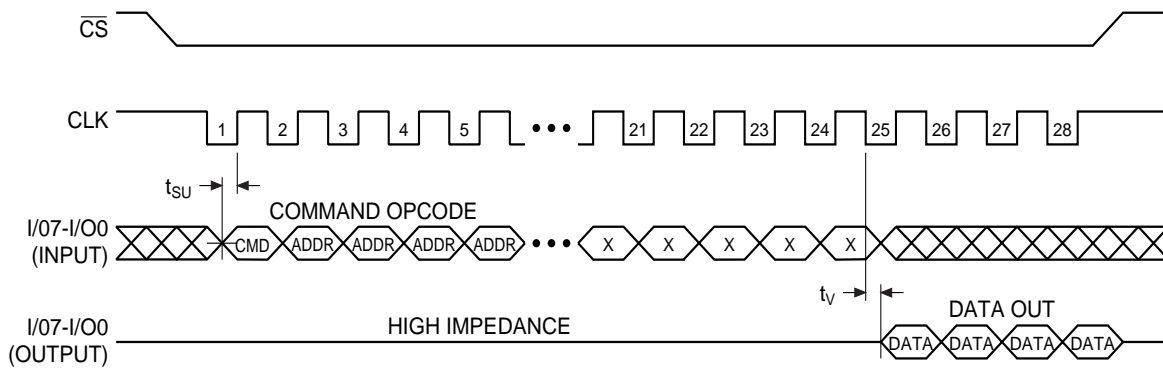 CS
CLK
1 2 3 4 5 ••• 21 22 23 24 25 26 27 28
tSU
COMMAND OPCODE
I/07-I/O0
(INPUT)
CMD ADDR ADDR ADDR ADDR ••• X X X X X
tV
DATA OUT
I/07-I/O0
(OUTPUT)
HIGH IMPEDANCE
DATA DATA DATA DATA